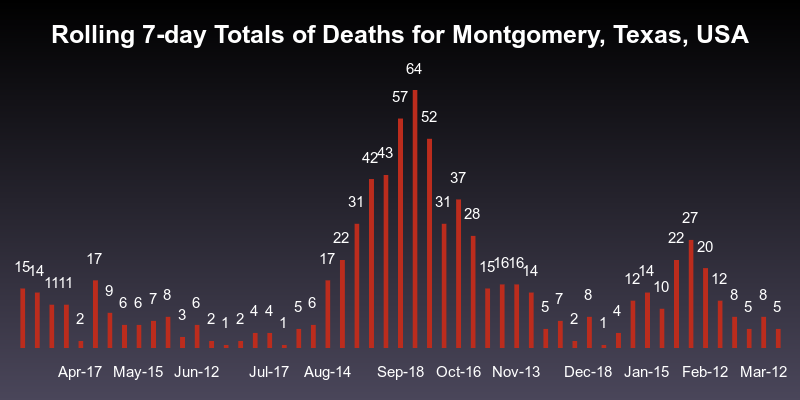 Rolling 7-day Totals of Deaths for Montgomery, Texas, USA
15 14 11 11 2 17 9 6 6 7 8 3 6 2 1 2 4 4 1 5 6 17 22 31 42 43 57 64 52 31 37 28 15 16 16 14 5 7 2 8 1 4 12 14 10 22 27 20 12 8 5 8 5
Apr-17 May-15 Jun-12 Jul-17 Aug-14 Sep-18 Oct-16 Nov-13 Dec-18 Jan-15 Feb-12 Mar-12